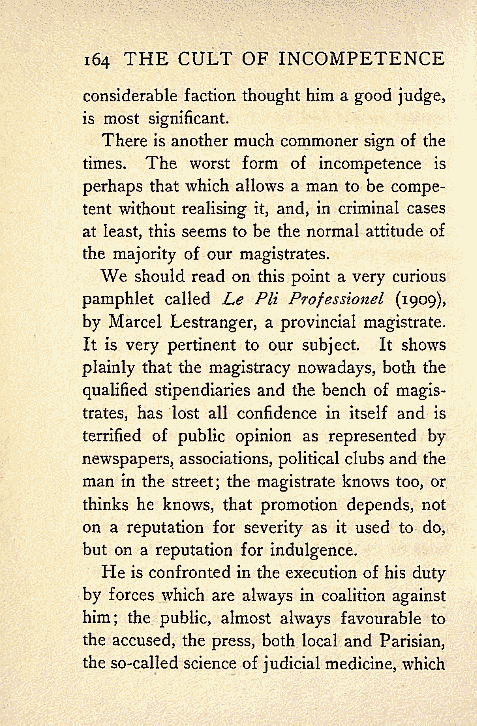 164 THE CULT OF INCOMPETENCE
considerable faction thought him a good judge,
is most significant.
There is another much commoner sign of the
times. The worst form of incompetence is
perhaps that which allows a man to be compe-
tent without realising it, and, in criminal cases
at least, this seems to be the normal attitude of
the majority of our magistrates.
We should read on this point a very curious
pamphlet called Le Pli Professionel (1909),
by Marcel Lestranger, a provincial magistrate.
It is very pertinent to our subject. It shows
plainly that the magistracy nowadays, both the
qualified stipendiaries and the bench of magis-
trates, has lost all confidence in itself and is
terrified of public opinion as represented by
newspapers, associations, political clubs and the
man in the street; the magistrate knows too, or
thinks he knows, that promotion depends, not
on a reputation for severity as it used to do,
but on a reputation for indulgence.
He is confronted in the execution of his duty
by forces which are always in coalition against
him; the public, almost always favourable to
the accused, the press, both local and Parisian,
the so-called science of judicial medicine, which